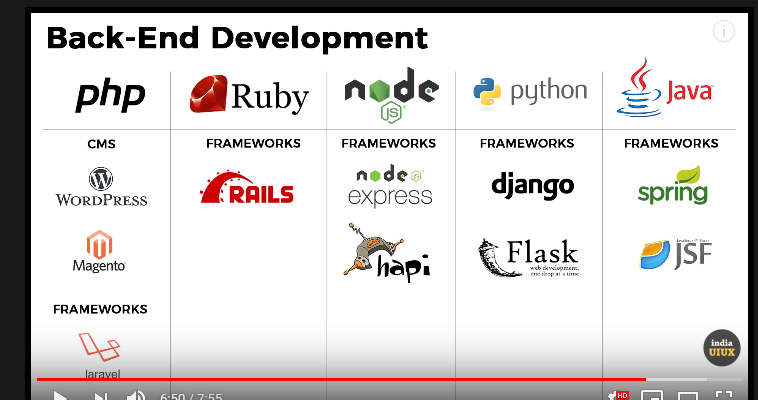 Back-End Development
php
Ruby
node
JS
python
Java
CMS
FRAMEWORKS
FRAMEWORKS
FRAMEWORKS
FRAMEWORKS
WORDPRESS
RAILS
node
JS
express
django
spring
Magento
hapi
Flask
web development,
one drop at a time
JavaServer Faces
JSF
FRAMEWORKS
laravel
india
UIUX
6:50 / 7:55
HD